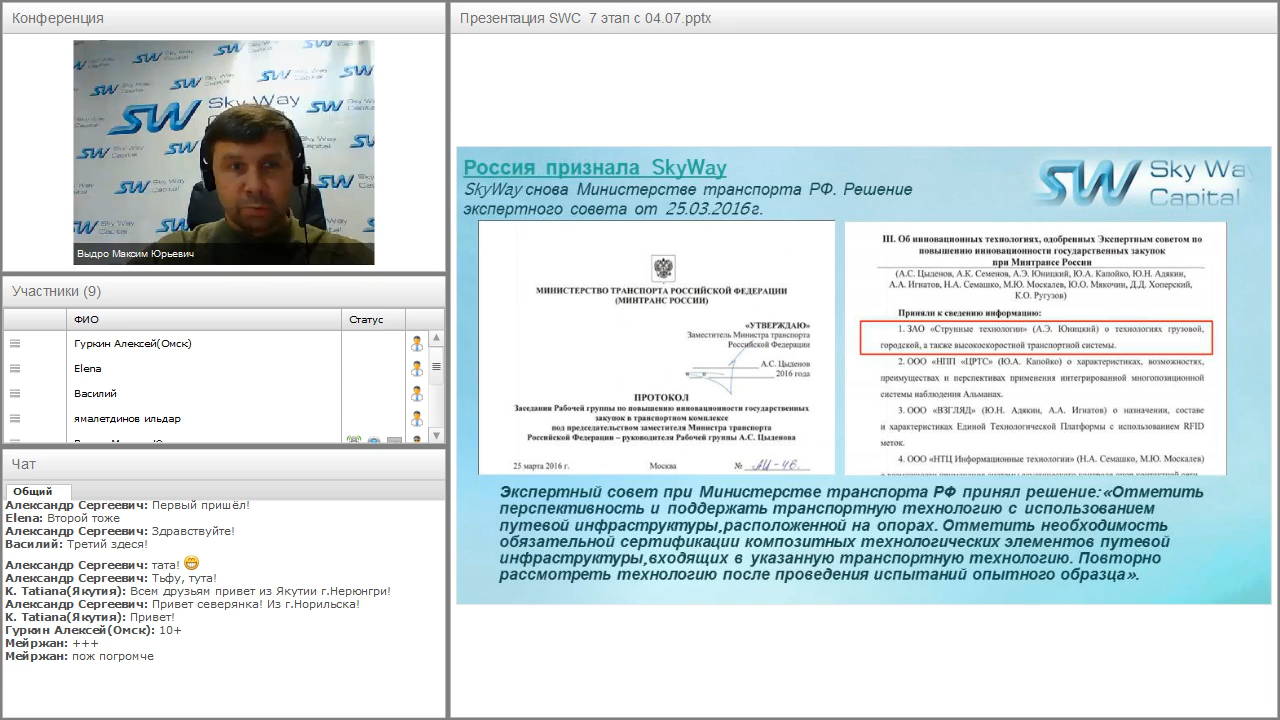 Конференция
SW
Sky Way
Capital
Выдро Максим Юрьевич
Участники (9)
ФИО
Статус
Гуркин Алексей(Омск)
Elena
Василий
ямалетдинов ильдар
Чат
Общий
Александр Сергеевич: Первый пришёл!
Elena: Второй тоже
Александр Сергеевич: Здравствуйте!
Василий: Третий здеся!
Александр Сергеевич: тата!
Александр Сергеевич: Тьфу, тута!
K. Tatiana(Якутия): Всем друзьям привет из Якутии г.Нерюнгри!
Александр Сергеевич: Привет северянка! Из г.Норильска!
K. Tatiana(Якутия): Привет!
Гуркин Алексей(Омск): 10+
Мейржан: +++
Мейржан: пож погромче
Презентация SWC 7 этап с 04.07.pptx
Россия признала SkyWay
SkyWay снова Министерстве транспорта РФ. Решение
экспертного совета от 25.03.2016г.
SW Sky Way
Capital
МИНИСТЕРСТВО ТРАНСПОРТА РОССИЙСКОЙ ФЕДЕРАЦИИ
(МИНТРАНС РОССИИ)
«УТВЕРЖДАЮ»
Заместитель Министра транспорта
Российской Федерации
А.С. Цыденов
2016 года
ПРОТОКОЛ
Заседания Рабочей группы по повышению инновационности государственных
закупок в транспортном комплексе
под председательством заместителя Министра транспорта
Российской Федерации – руководителя Рабочей группы А.С. Цыденова
25 марта 2016 г. Москва № АЦ-46.
III. Об инновационных технологиях, одобренных Экспертным советом по
повышению инновационности государственных закупок
при Минтрансе России
(А.С. Цыденов, А.К. Семенов, А.Э. Юницкий, Ю.А. Капойко, Ю.Н. Адякин,
А.А. Игнатов, Н.А. Семашко, М.Ю. Москалев, Ю.О. Мякочин, Д.Д. Хоперский,
К.О. Ругузов)
Приняли к сведению информацию:
1. ЗАО «Струнные технологии» (А.Э. Юницкий) о технологиях грузовой,
городской, а также высокоскоростной транспортной системы.
2. ООО «НПП «ЦРТС» (Ю.А. Капойко) о характеристиках, возможностях,
преимуществах и перспективах применения интегрированной многопозиционной
системы наблюдения Альманах.
3. ООО «ВЗГЛЯД» (Ю.Н. Адякин, А.А. Игнатов) о назначении, составе
и характеристиках Единой Технологической Платформы с использованием RFID
меток.
4. ООО «НТЦ Информационные технологии» (Н.А. Семашко, М.Ю. Москалев)
Экспертный совет при Министерстве транспорта РФ принял решение:«Отметить
перспективность и поддержать транспортную технологию с использованием
путевой инфраструктуры,расположенной на опорах. Отметить необходимость
обязательной сертификации композитных технологических элементов путевой
инфраструктуры,входящих в указанную транспортную технологию. Повторно
рассмотреть технологию после проведения испытаний опытного образца».